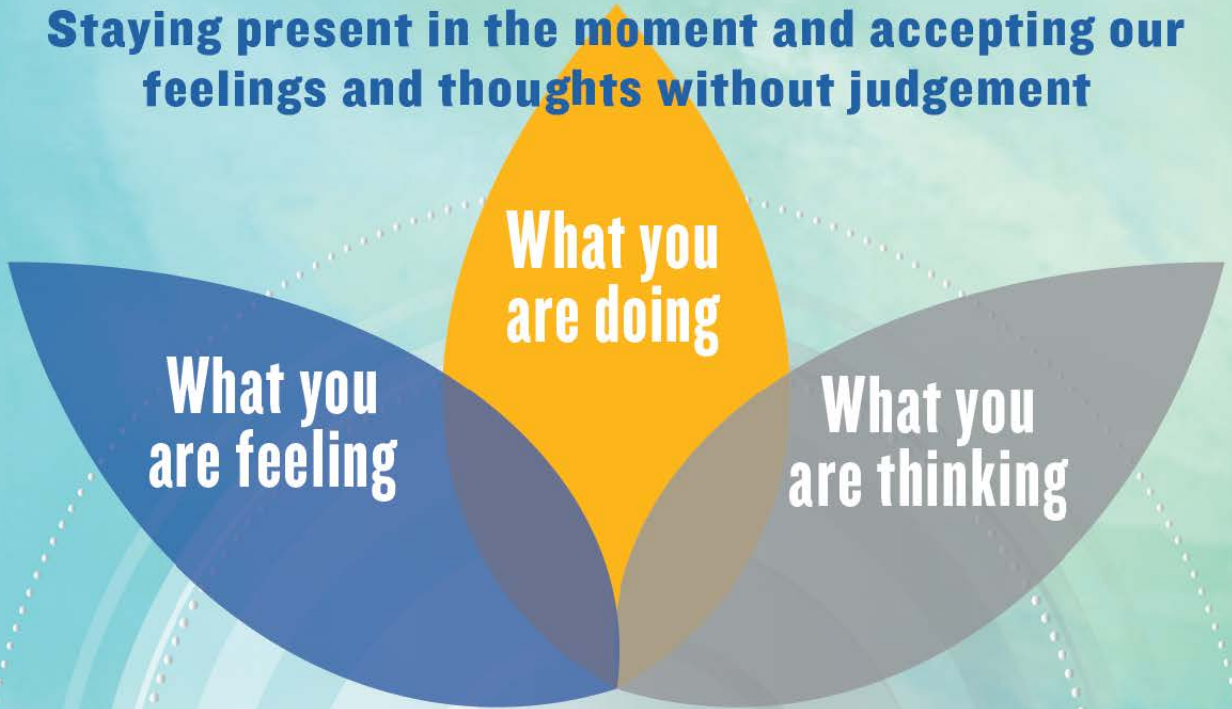 Staying present in the moment and accepting our
feelings and thoughts without judgement
What you
are doing
What you
are feeling
What you
are thinking